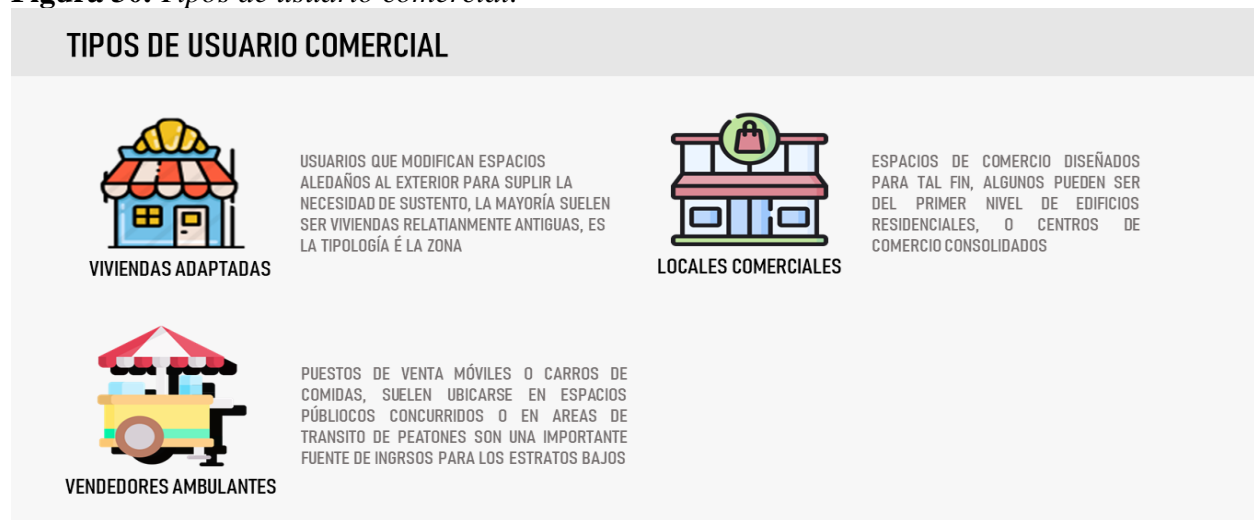 Figura 30. Tipos de usuario comercial.
TIPOS DE USUARIO COMERCIAL
USUARIOS QUE MODIFICAN ESPACIOS
ALEDAÑOS AL EXTERIOR PARA SUPLIR LA
NECESIDAD DE SUSTENTO, LA MAYORÍA SUELEN
SER VIVIENDAS RELATIANMENTE ANTIGUAS, ES
LA TIPOLOGÍA É LA ZONA
VIVIENDAS ADAPTADAS
ESPACIOS DE COMERCIO DISEÑADOS
PARA TAL FIN, ALGUNOS PUEDEN SER
DEL PRIMER NIVEL DE EDIFICIOS
RESIDENCIALES, O CENTROS DE
COMERCIO CONSOLIDADOS
LOCALES COMERCIALES
PUESTOS DE VENTA MÓVILES O CARROS DE
COMIDAS, SUELEN UBICARSE EN ESPACIOS
PÚBLIOCOS CONCURRIDOS O EN AREAS DE
TRANSITO DE PEATONES SON UNA IMPORTANTE
FUENTE DE INGRSOS PARA LOS ESTRATOS BAJOS
VENDEDORES AMBULANTES